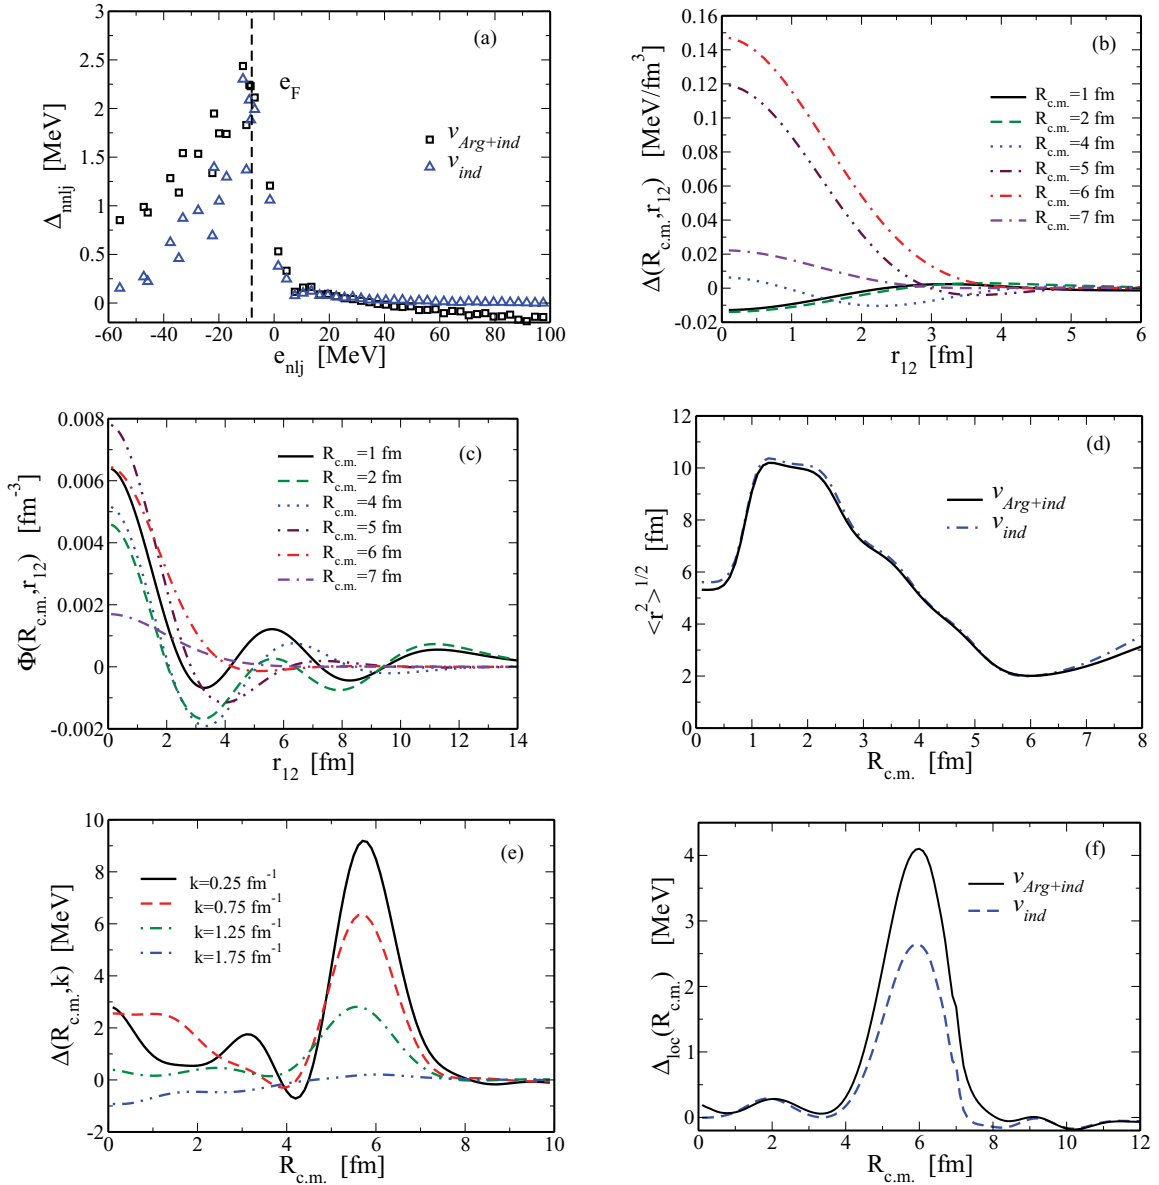 (a)
Δnnlj [MeV]
3
2.5
2
1.5
1
0.5
0
eF
vArg+ind
vind
-60 -40 -20 0 20 40 60 80 100
enlj [MeV]
(b)
Δ(Rc.m.,r12) [MeV/fm3]
0.16
0.14
0.12
0.1
0.08
0.06
0.04
0.02
0
-0.02
Rc.m.=1 fm
Rc.m.=2 fm
Rc.m.=4 fm
Rc.m.=5 fm
Rc.m.=6 fm
Rc.m.=7 fm
0 1 2 3 4 5 6
r12 [fm]
(c)
Φ(Rc.m.,r12) [fm-3]
0.008
0.006
0.004
0.002
0
-0.002
Rc.m.=1 fm
Rc.m.=2 fm
Rc.m.=4 fm
Rc.m.=5 fm
Rc.m.=6 fm
Rc.m.=7 fm
0 2 4 6 8 10 12 14
r12 [fm]
(d)
<r2>1/2 [fm]
12
10
8
6
4
2
0
vArg+ind
vind
0 1 2 3 4 5 6 7 8
Rc.m. [fm]
(e)
Δ(Rc.m.,k) [MeV]
10
8
6
4
2
0
-2
k=0.25 fm-1
k=0.75 fm-1
k=1.25 fm-1
k=1.75 fm-1
0 2 4 6 8 10
Rc.m. [fm]
(f)
Δloc(Rc.m.) [MeV]
4
3
2
1
0
vArg+ind
vind
0 2 4 6 8 10 12
Rc.m. [fm]